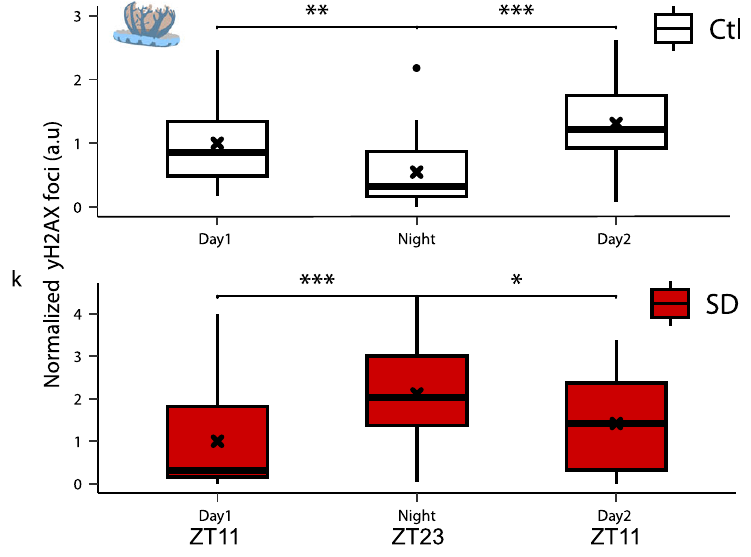 3
** ***
Ctl
2
1
0
Day1 Night Day2
Normalized yH2AX foci (a.u)
k
*** *
SD
4
3
2
1
0
Day1 Night Day2
ZT11 ZT23 ZT11